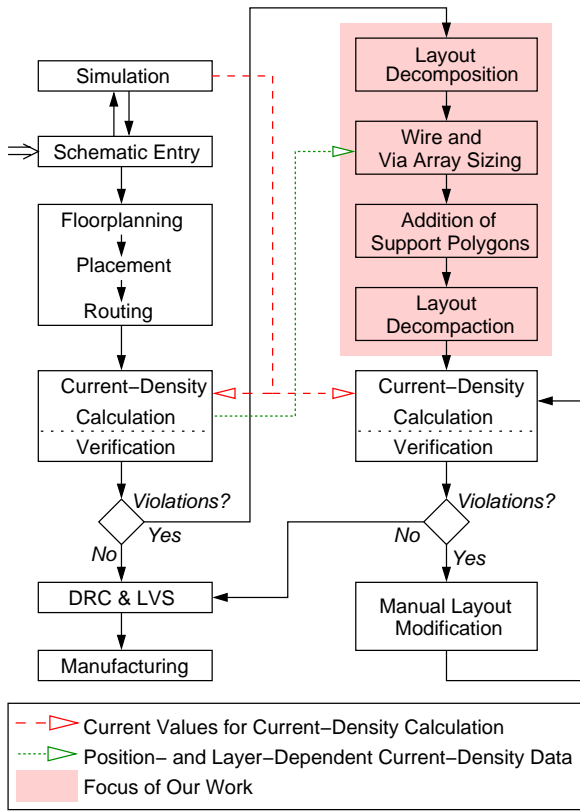 Simulation
Schematic Entry
Floorplanning
Placement
Routing
Current−Density
Calculation
Verification
Violations?
Yes
No
DRC & LVS
Manufacturing
Layout
Decomposition
Wire and
Via Array Sizing
Addition of
Support Polygons
Layout
Decompaction
Current−Density
Calculation
Verification
Violations?
No
Yes
Manual Layout
Modification
Current Values for Current−Density Calculation
Position− and Layer−Dependent Current−Density Data
Focus of Our Work